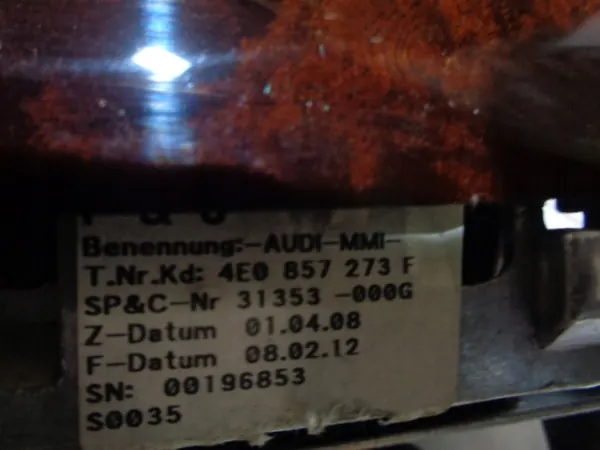 Benennung:-AUDI-MMI-
T.Nr.Kd: 4E0 857 273 F
SP&C-Nr 31353 -000G
Z-Datum 01.04.08
F-Datum 08.02.12
SN: 00196853
S0035